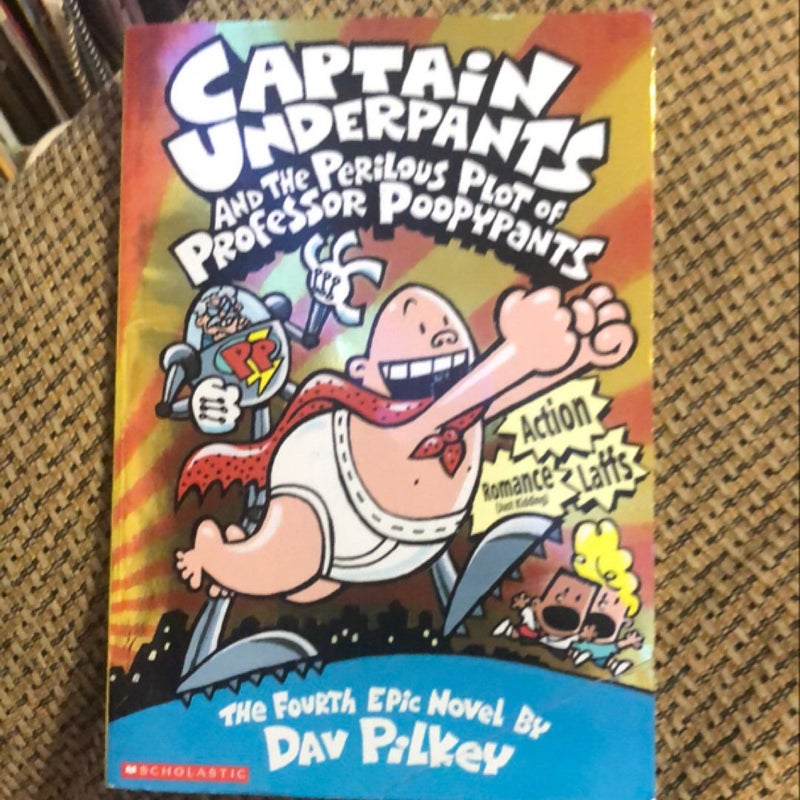 CAPTAIN
UNDERPANTS
AND THE PERILOUS PLOT OF
PROFESSOR POOPYPANTS
PP
Action
Romance
(Just Kidding)
Laffs
THE FOURTH EPIC NOVEL BY
DAV PILKEY
SCHOLASTIC